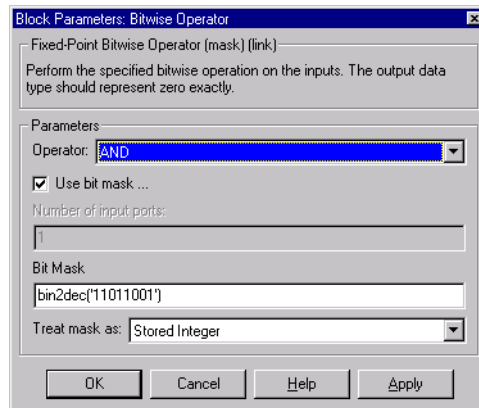 Block Parameters: Bitwise Operator
Fixed-Point Bitwise Operator (mask) (link)
Perform the specified bitwise operation on the inputs. The output data
type should represent zero exactly.
Parameters
Operator: AND
Use bit mask ...
Number of input ports:
1
Bit Mask
bin2dec('11011001')
Treat mask as: Stored Integer
OK Cancel Help Apply